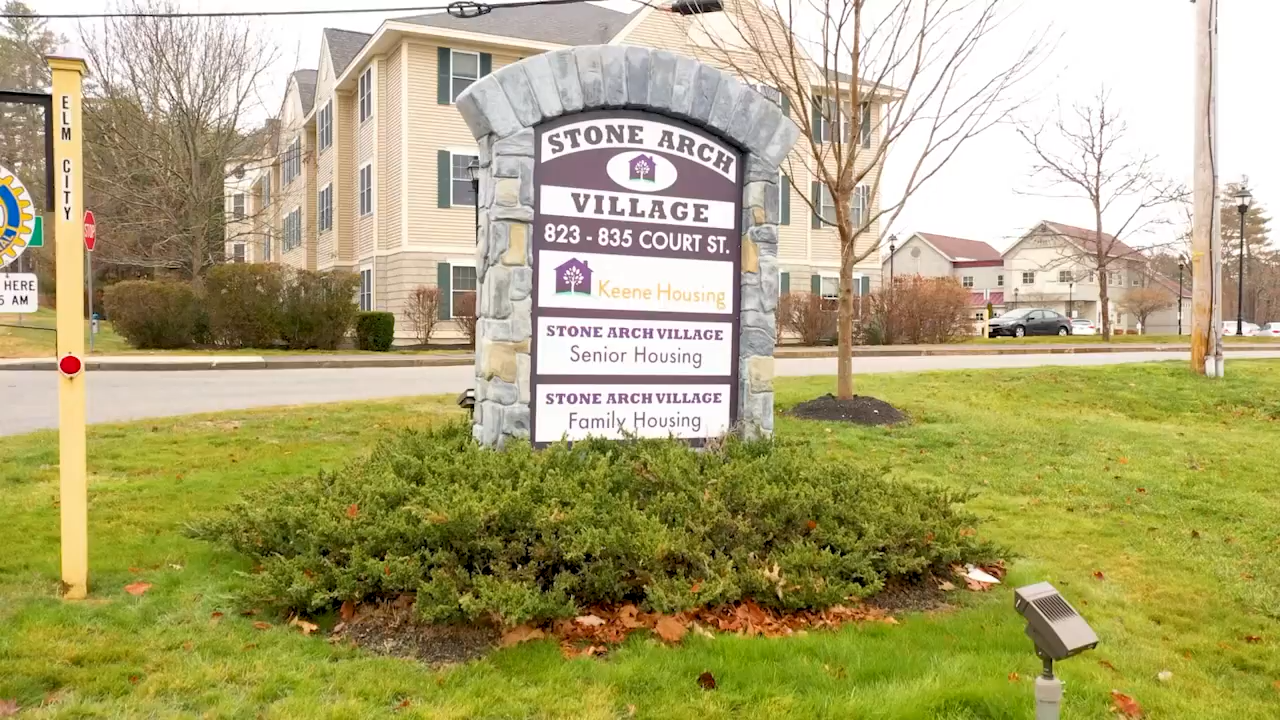 ELM CITY
STOP
HERE
5 AM
STONE ARCH
VILLAGE
823 - 835 COURT ST.
Keene Housing
STONE ARCH VILLAGE
Senior Housing
STONE ARCH VILLAGE
Family Housing